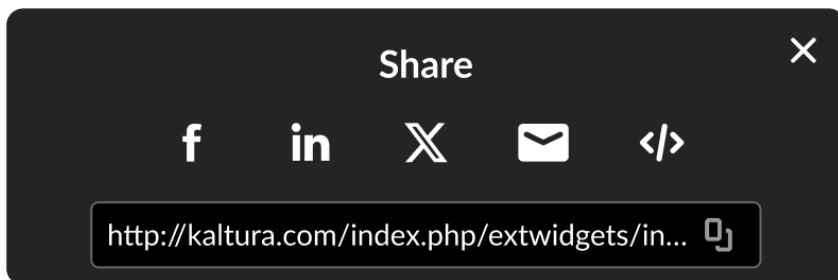 Share
f in X </>
http://kaltura.com/index.php/extwidgets/in...